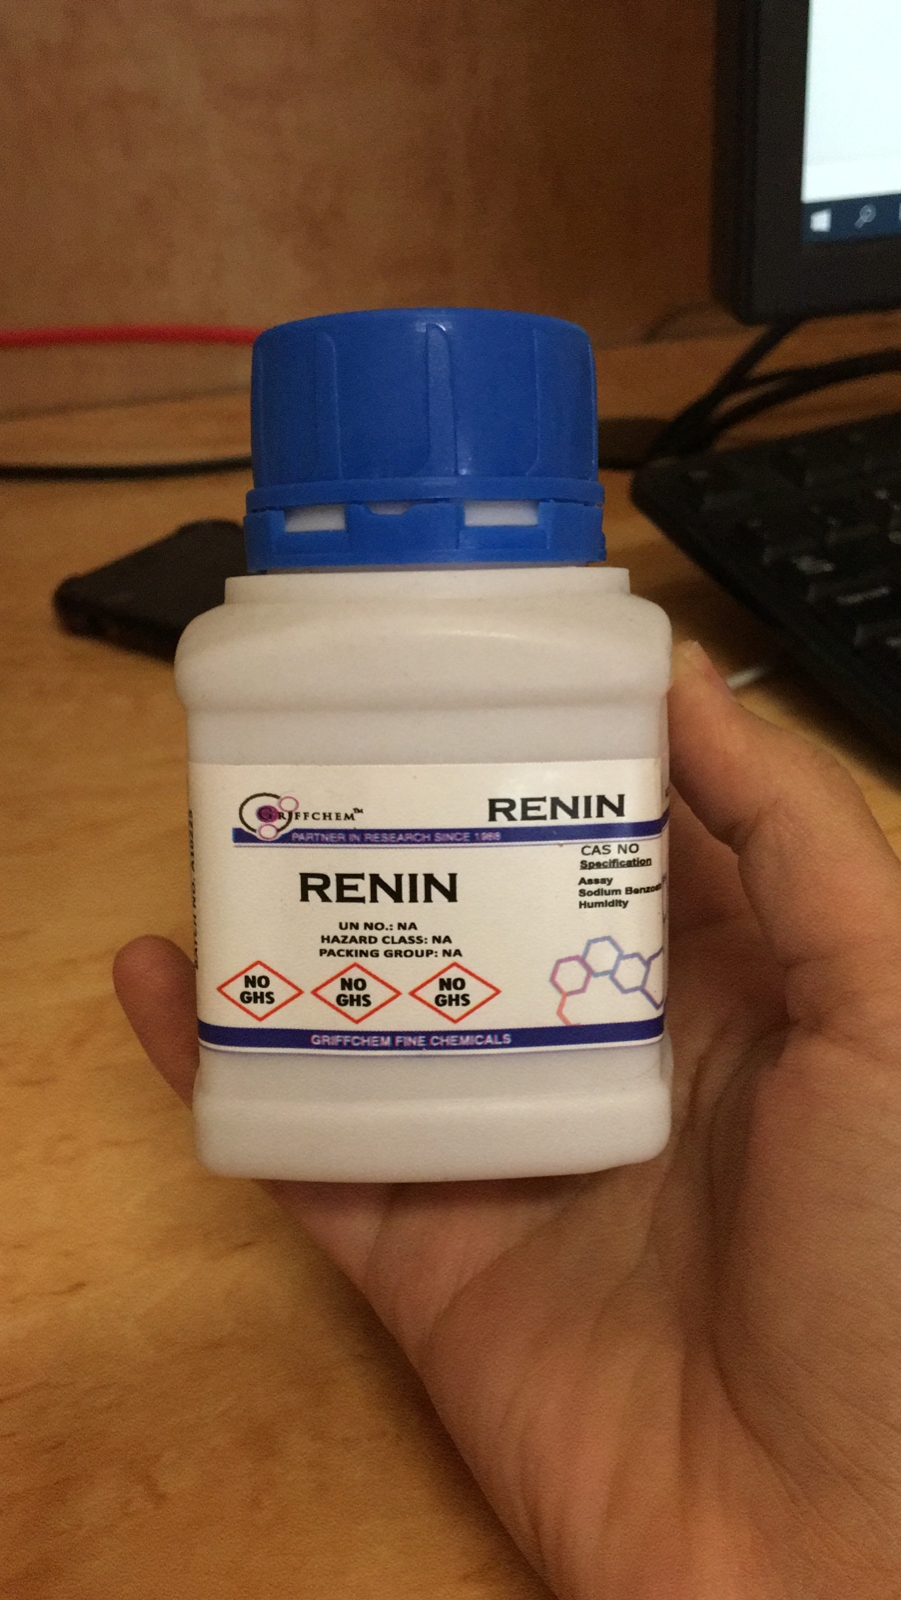 GRIFFCHEM™
PARTNER IN RESEARCH SINCE 1988
RENIN
RENIN
UN NO.: NA
HAZARD CLASS: NA
PACKING GROUP: NA
NO GHS
NO GHS
NO GHS
CAS NO
Specification
Assay
Sodium
Humidity
GRIFFCHEM FINE CHEMICALS